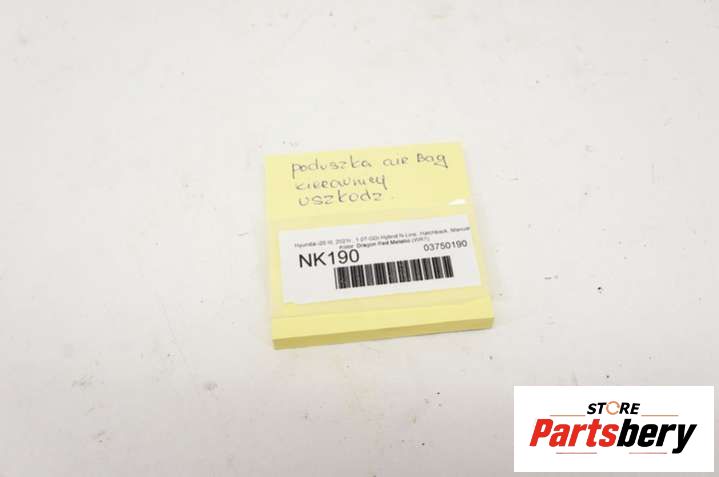 poduszka air Bag
kierownicy
uszkodz.
Hyundai i20 III, 2021r., 1.0T-GDi Hybrid N Line, Hatchback, Manual
Kolor: Dragon Red Metallic (WR7)
NK190
03750190
STORE
Partsbery